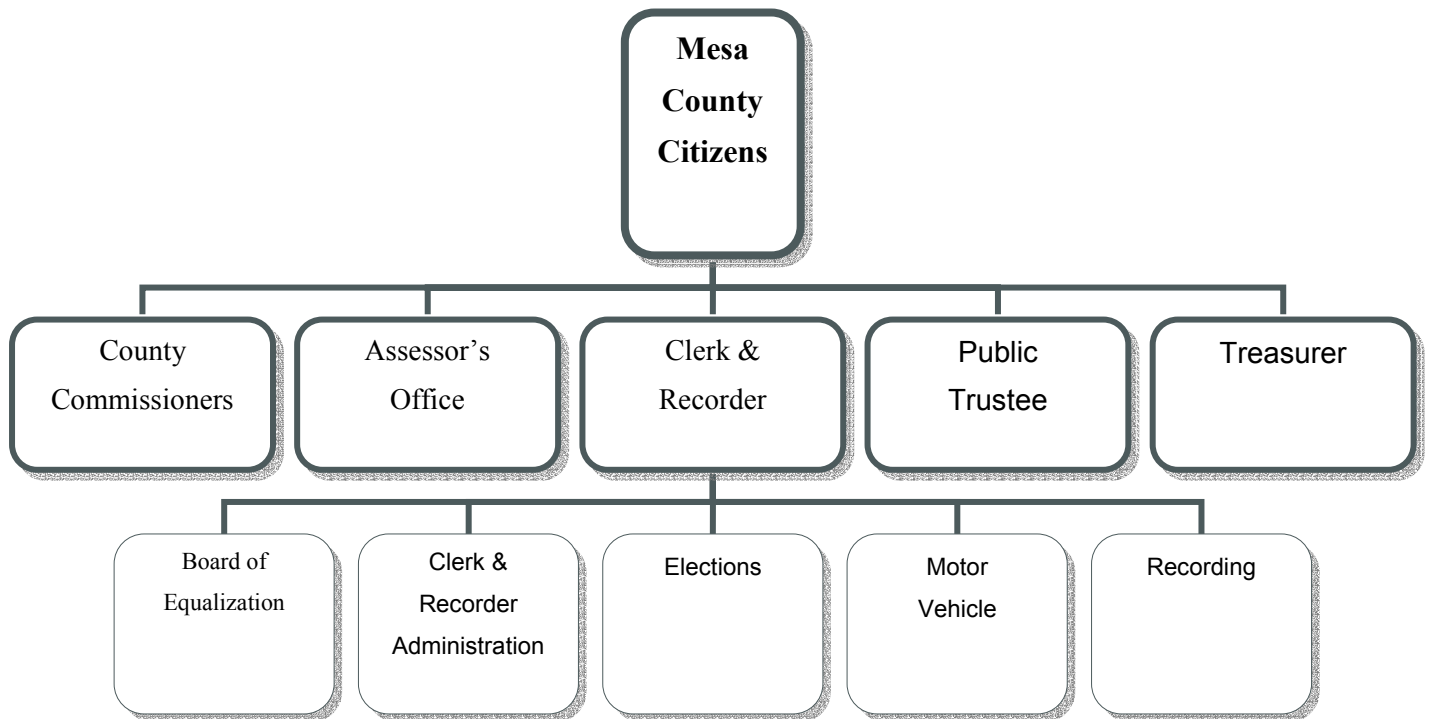 Mesa
County
Citizens
County
Commissioners
Assessor’s
Office
Clerk &
Recorder
Public
Trustee
Treasurer
Board of
Equalization
Clerk &
Recorder
Administration
Elections
Motor
Vehicle
Recording